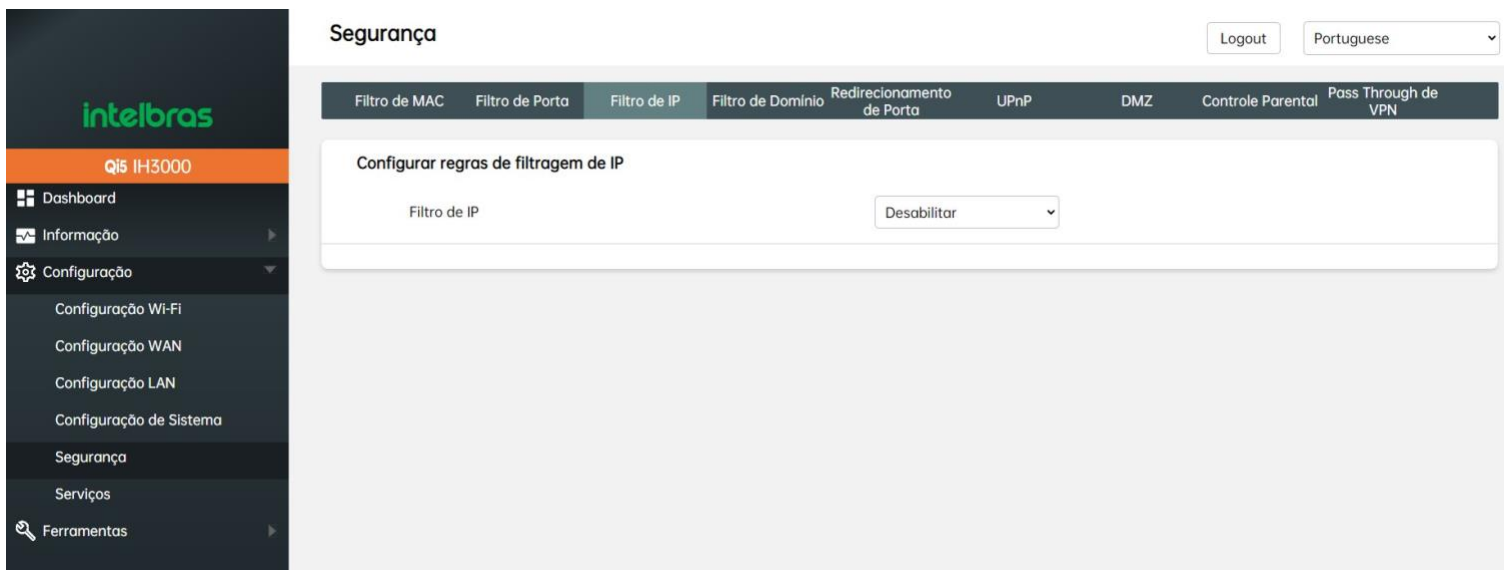 Segurança
Logout
Portuguese
intelbras
Qi5 IH3000
Dashboard
Informação
Configuração
Configuração Wi-Fi
Configuração WAN
Configuração LAN
Configuração de Sistema
Segurança
Serviços
Ferramentas
Filtro de MAC
Filtro de Porta
Filtro de IP
Filtro de Domínio
Redirecionamento
de Porta
UPnP
DMZ
Controle Parental
Pass Through de
VPN
Configurar regras de filtragem de IP
Filtro de IP
Desabilitar